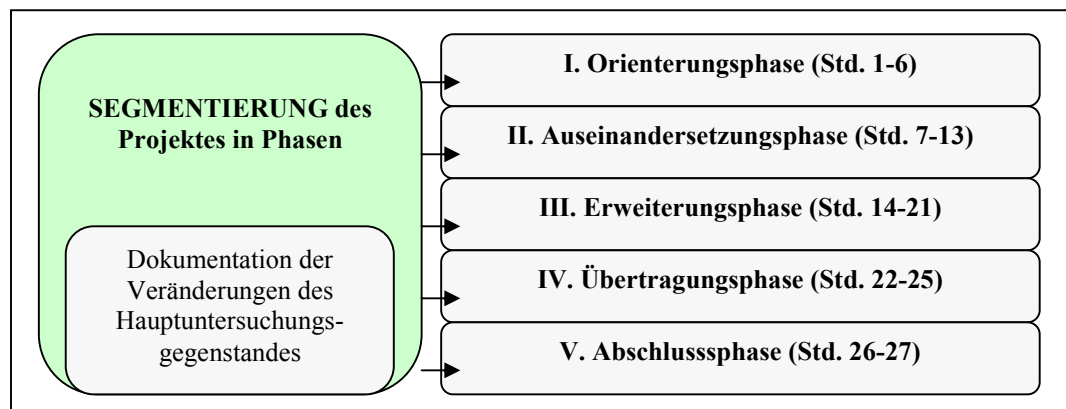 SEGMENTIERUNG des
Projektes in Phasen
Dokumentation der
Veränderungen des
Hauptuntersuchungs-
gegenstandes
I. Orienterungsphase (Std. 1-6)
II. Auseinandersetzungsphase (Std. 7-13)
III. Erweiterungsphase (Std. 14-21)
IV. Übertragungsphase (Std. 22-25)
V. Abschlusssphase (Std. 26-27)